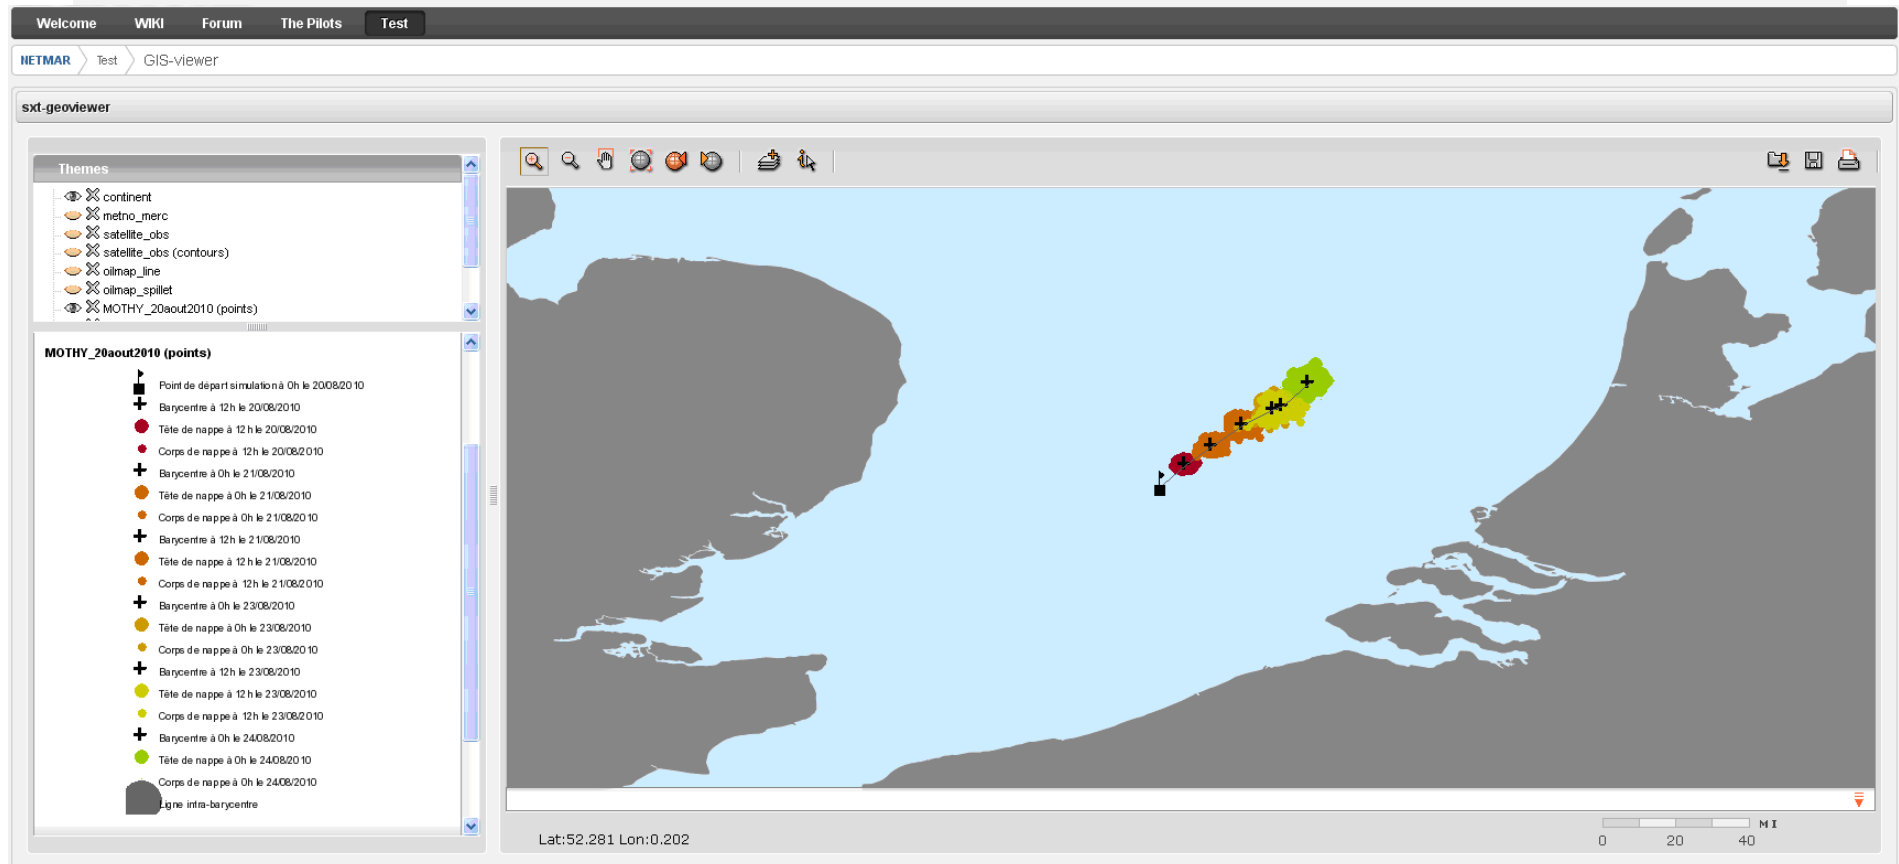 Welcome WIKI Forum The Pilots Test
NETMAR Test GIS-viewer
sxt-geoviewer
Themes
continent
metno_merc
satellite_obs
satellite_obs (contours)
oilmap_line
oilmap_spillet
MOTHY_20aout2010 (points)
MOTHY_20aout2010 (points)
Point de départ simulation à 0h le 20/08/2010
Barycentre à 12h le 20/08/2010
Tête de nappe à 12h le 20/08/2010
Corps de nappe à 12h le 20/08/2010
Barycentre à 0h le 21/08/2010
Tête de nappe à 0h le 21/08/2010
Corps de nappe à 0h le 21/08/2010
Barycentre à 12h le 21/08/2010
Tête de nappe à 12h le 21/08/2010
Corps de nappe à 12h le 21/08/2010
Barycentre à 0h le 23/08/2010
Tête de nappe à 0h le 23/08/2010
Corps de nappe à 0h le 23/08/2010
Barycentre à 12h le 23/08/2010
Tête de nappe à 12h le 23/08/2010
Corps de nappe à 12h le 23/08/2010
Barycentre à 0h le 24/08/2010
Tête de nappe à 0h le 24/08/2010
Corps de nappe à 0h le 24/08/2010
Ligne intra-barycentre
Lat:52.281 Lon:0.202
MI
0 20 40